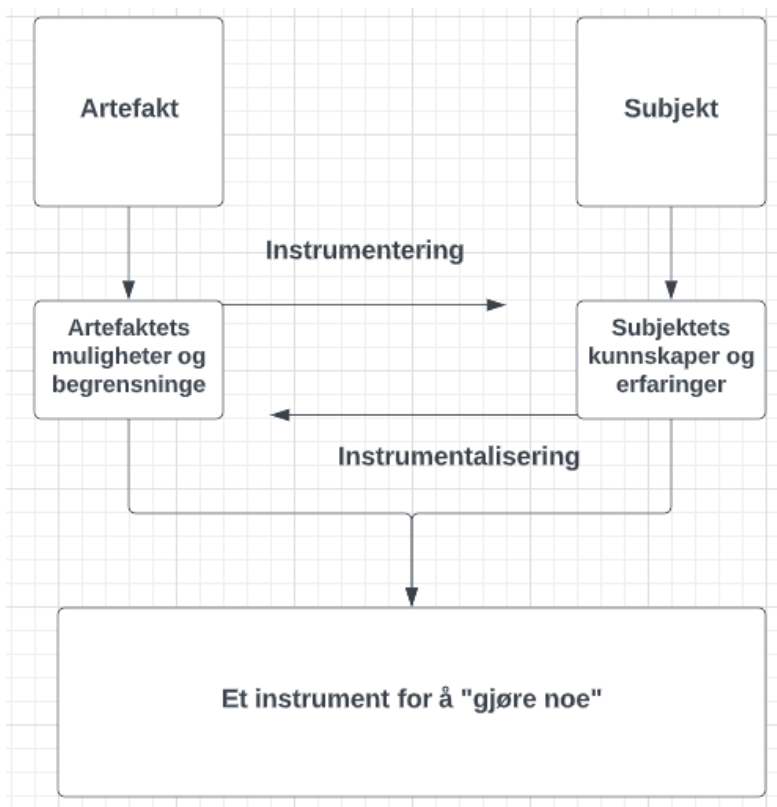 Artefakt
Subjekt
Instrumentering
Artefaktets
muligheter og
begrensninge
Subjektets
kunnskaper og
erfaringer
Instrumentalisering
Et instrument for å "gjøre noe"